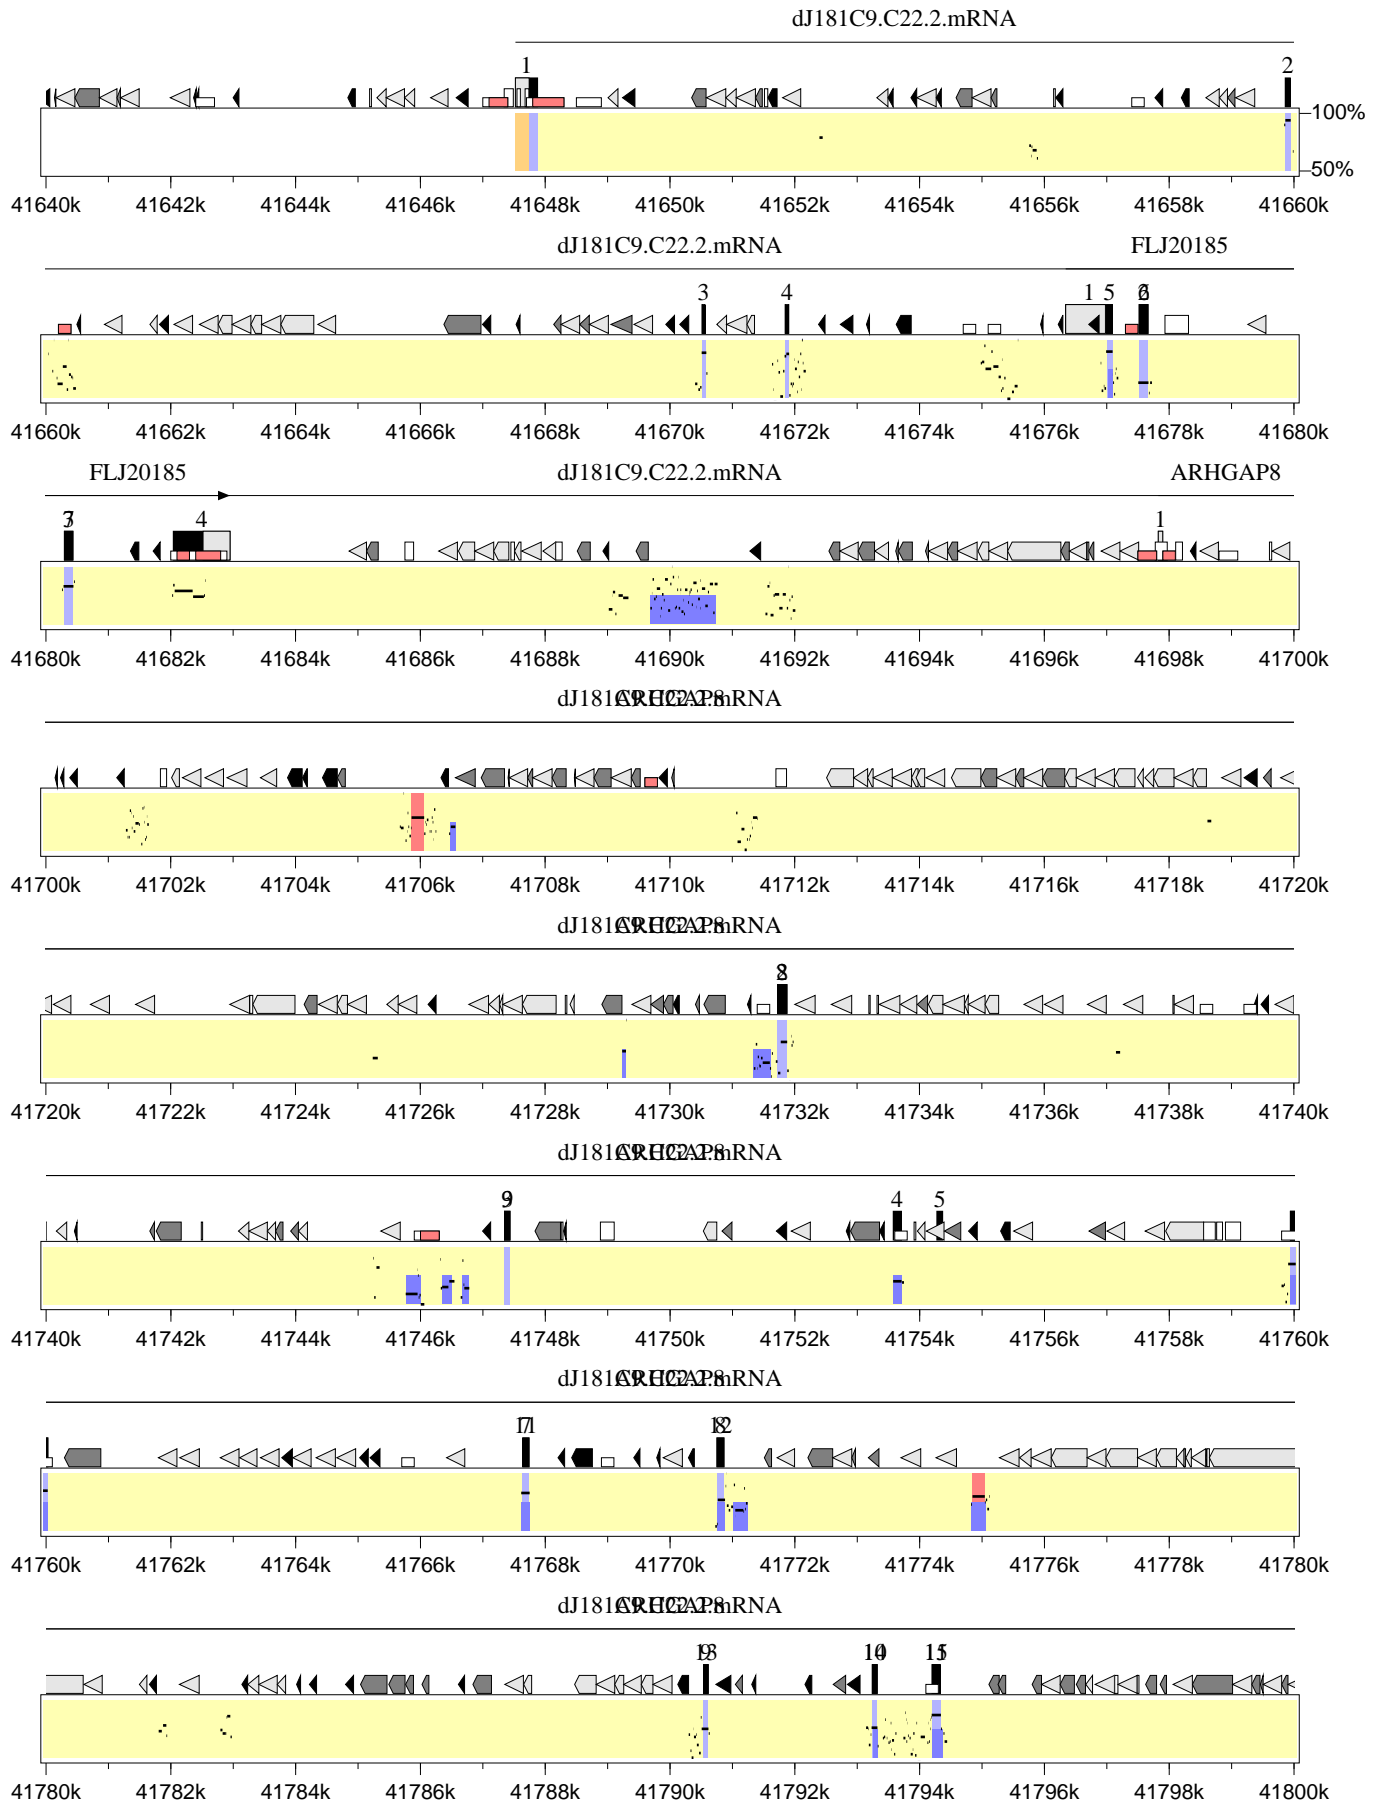 dJ181C9.C22.2.mRNA
1 2
100%
50%
41640k 41642k 41644k 41646k 41648k 41650k 41652k 41654k 41656k 41658k 41660k
dJ181C9.C22.2.mRNA FLJ20185
3 4 1 5
41660k 41662k 41664k 41666k 41668k 41670k 41672k 41674k 41676k 41678k 41680k
FLJ20185 dJ181C9.C22.2.mRNA ARHGAP8
4 1
41680k 41682k 41684k 41686k 41688k 41690k 41692k 41694k 41696k 41698k 41700k
41700k 41702k 41704k 41706k 41708k 41710k 41712k 41714k 41716k 41718k 41720k
41720k 41722k 41724k 41726k 41728k 41730k 41732k 41734k 41736k 41738k 41740k
4 5
41740k 41742k 41744k 41746k 41748k 41750k 41752k 41754k 41756k 41758k 41760k
41760k 41762k 41764k 41766k 41768k 41770k 41772k 41774k 41776k 41778k 41780k
41780k 41782k 41784k 41786k 41788k 41790k 41792k 41794k 41796k 41798k 41800k